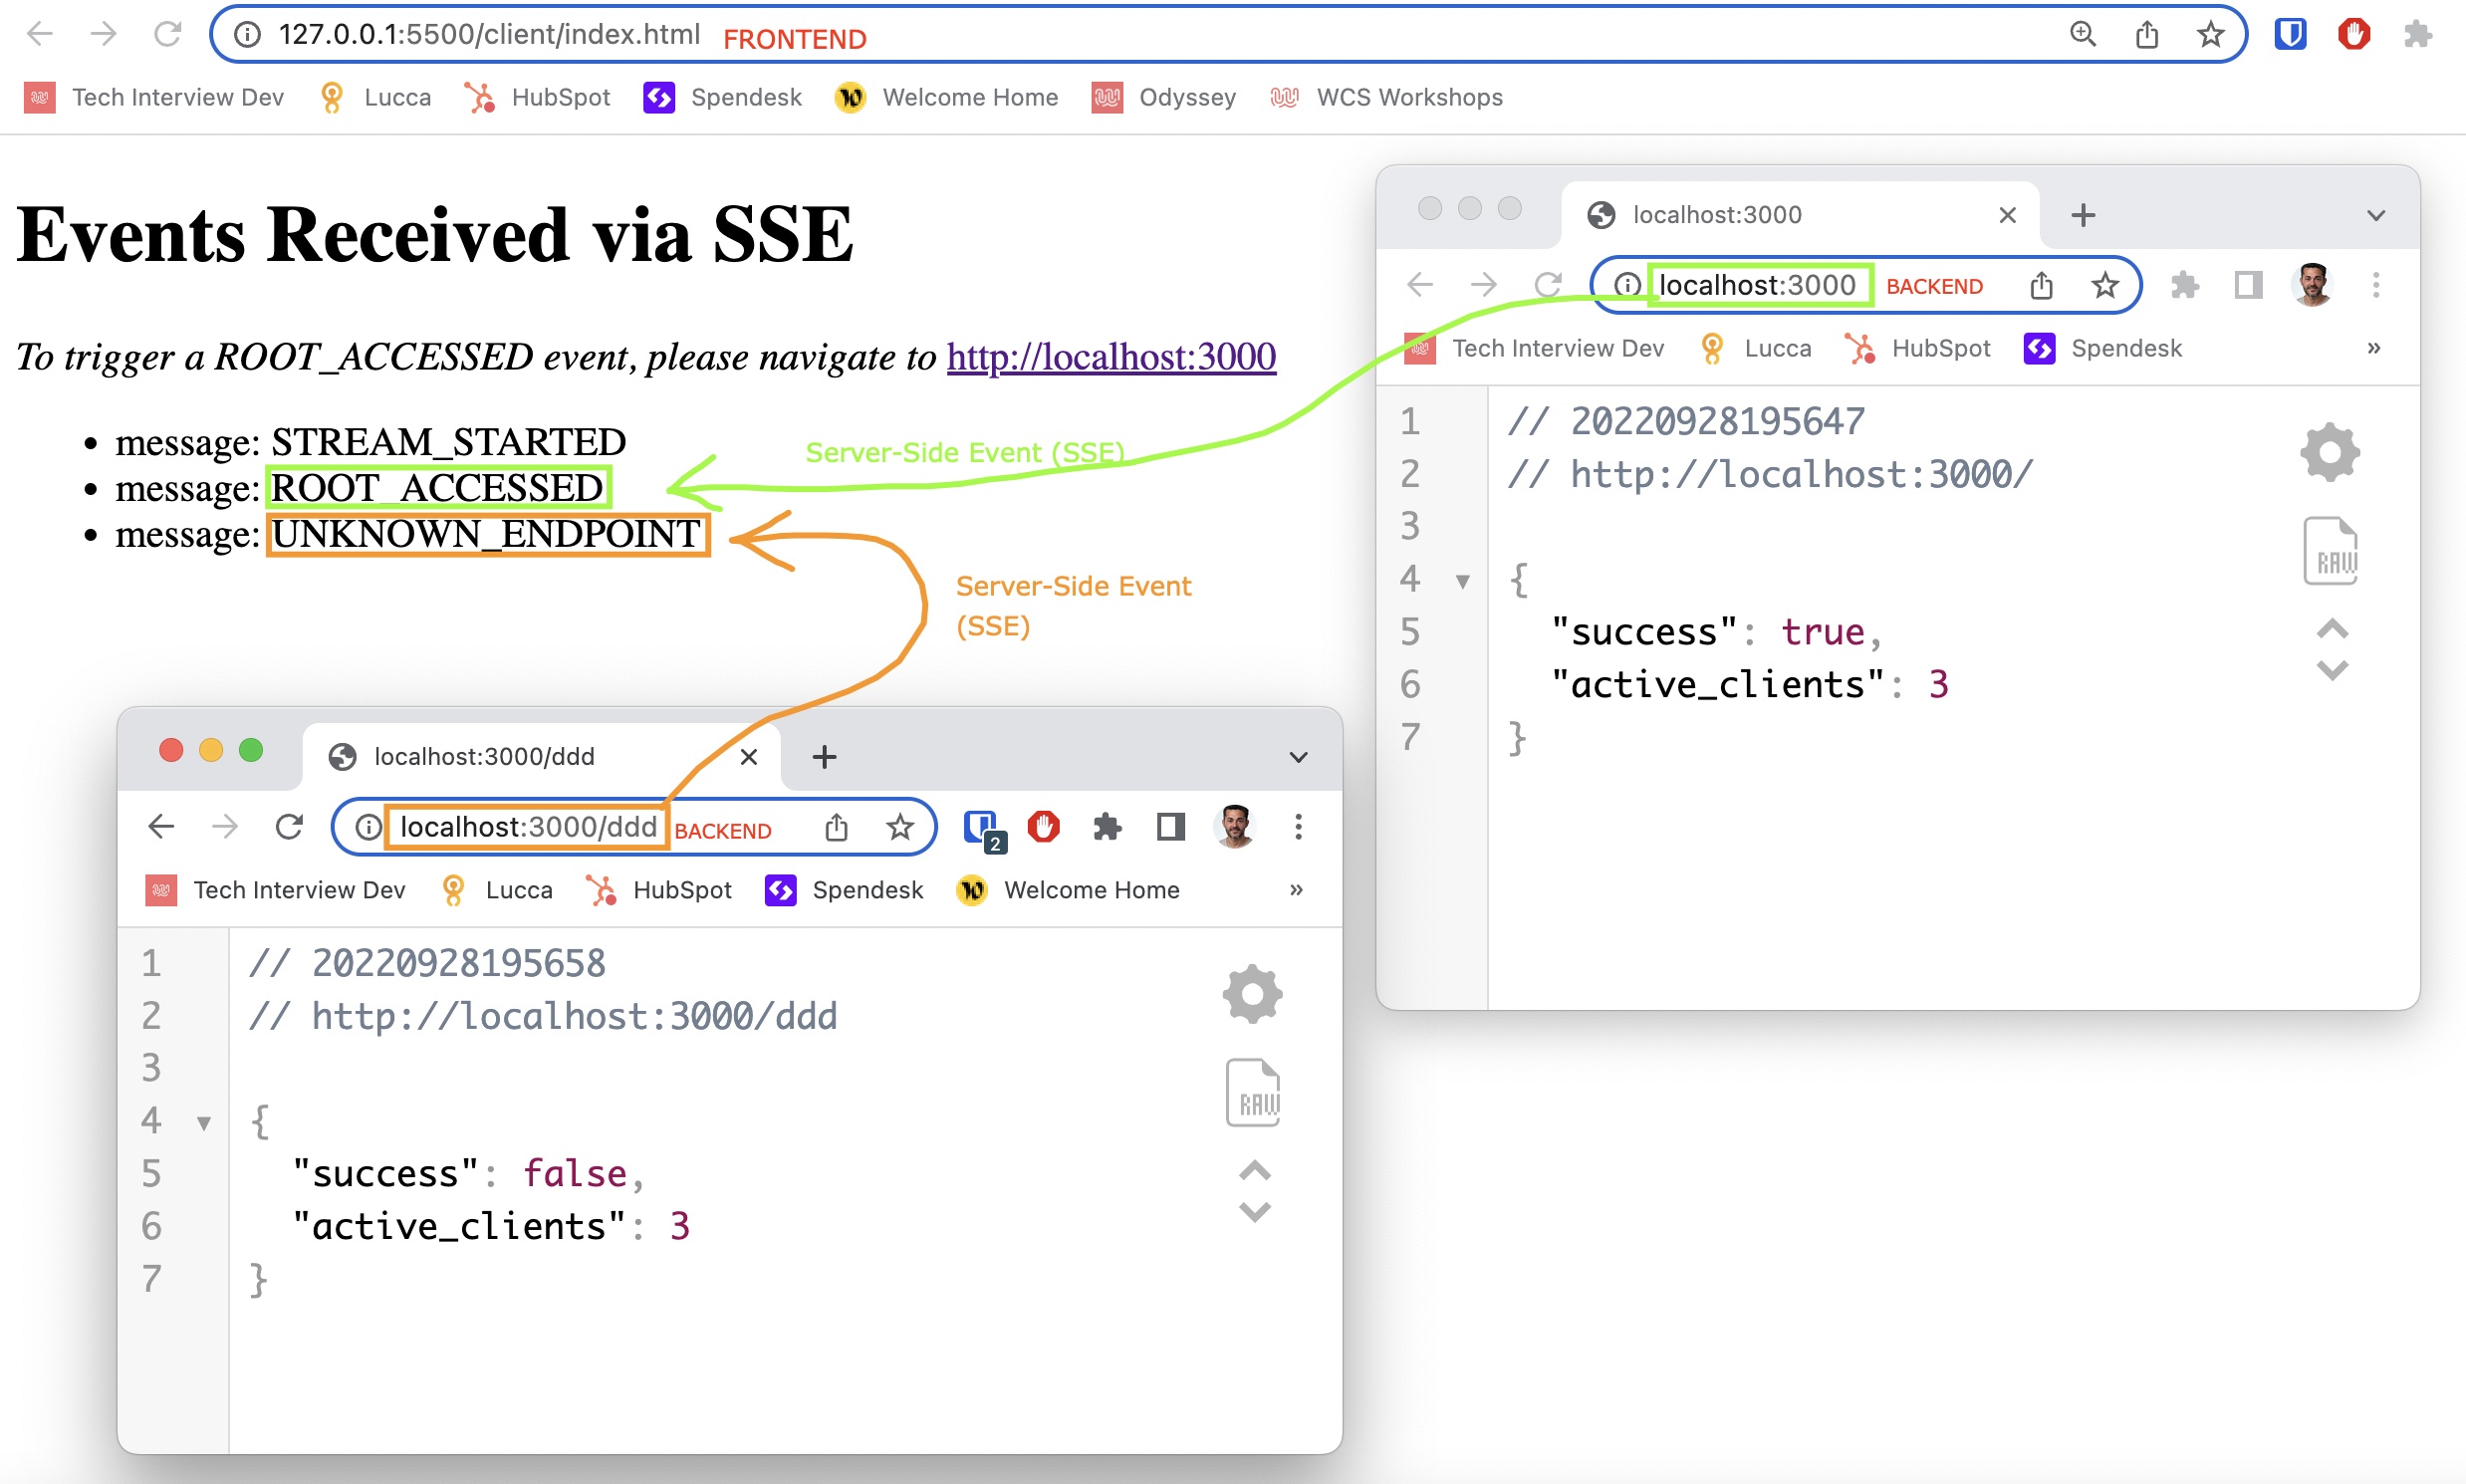 127.0.0.1:5500/client/index.html FRONTEND
Tech Interview Dev Lucca HubSpot Spendesk Welcome Home Odyssey WCS Workshops
Events Received via SSE
To trigger a ROOT_ACCESSED event, please navigate to http://localhost:3000
message: STREAM_STARTED
message: ROOT_ACCESSED
message: UNKNOWN_ENDPOINT
Server-Side Event (SSE)
Server-Side Event
(SSE)
localhost:3000
localhost:3000 BACKEND
Tech Interview Dev Lucca HubSpot Spendesk »
1 // 20220928195647
2 // http://localhost:3000/
3
4 ▼ {
5 "success": true,
6 "active_clients": 3
7 }
RAW
localhost:3000/ddd
localhost:3000/ddd BACKEND 2
Tech Interview Dev Lucca HubSpot Spendesk Welcome Home »
1 // 20220928195658
2 // http://localhost:3000/ddd
3
4 ▼ {
5 "success": false,
6 "active_clients": 3
7 }
RAW